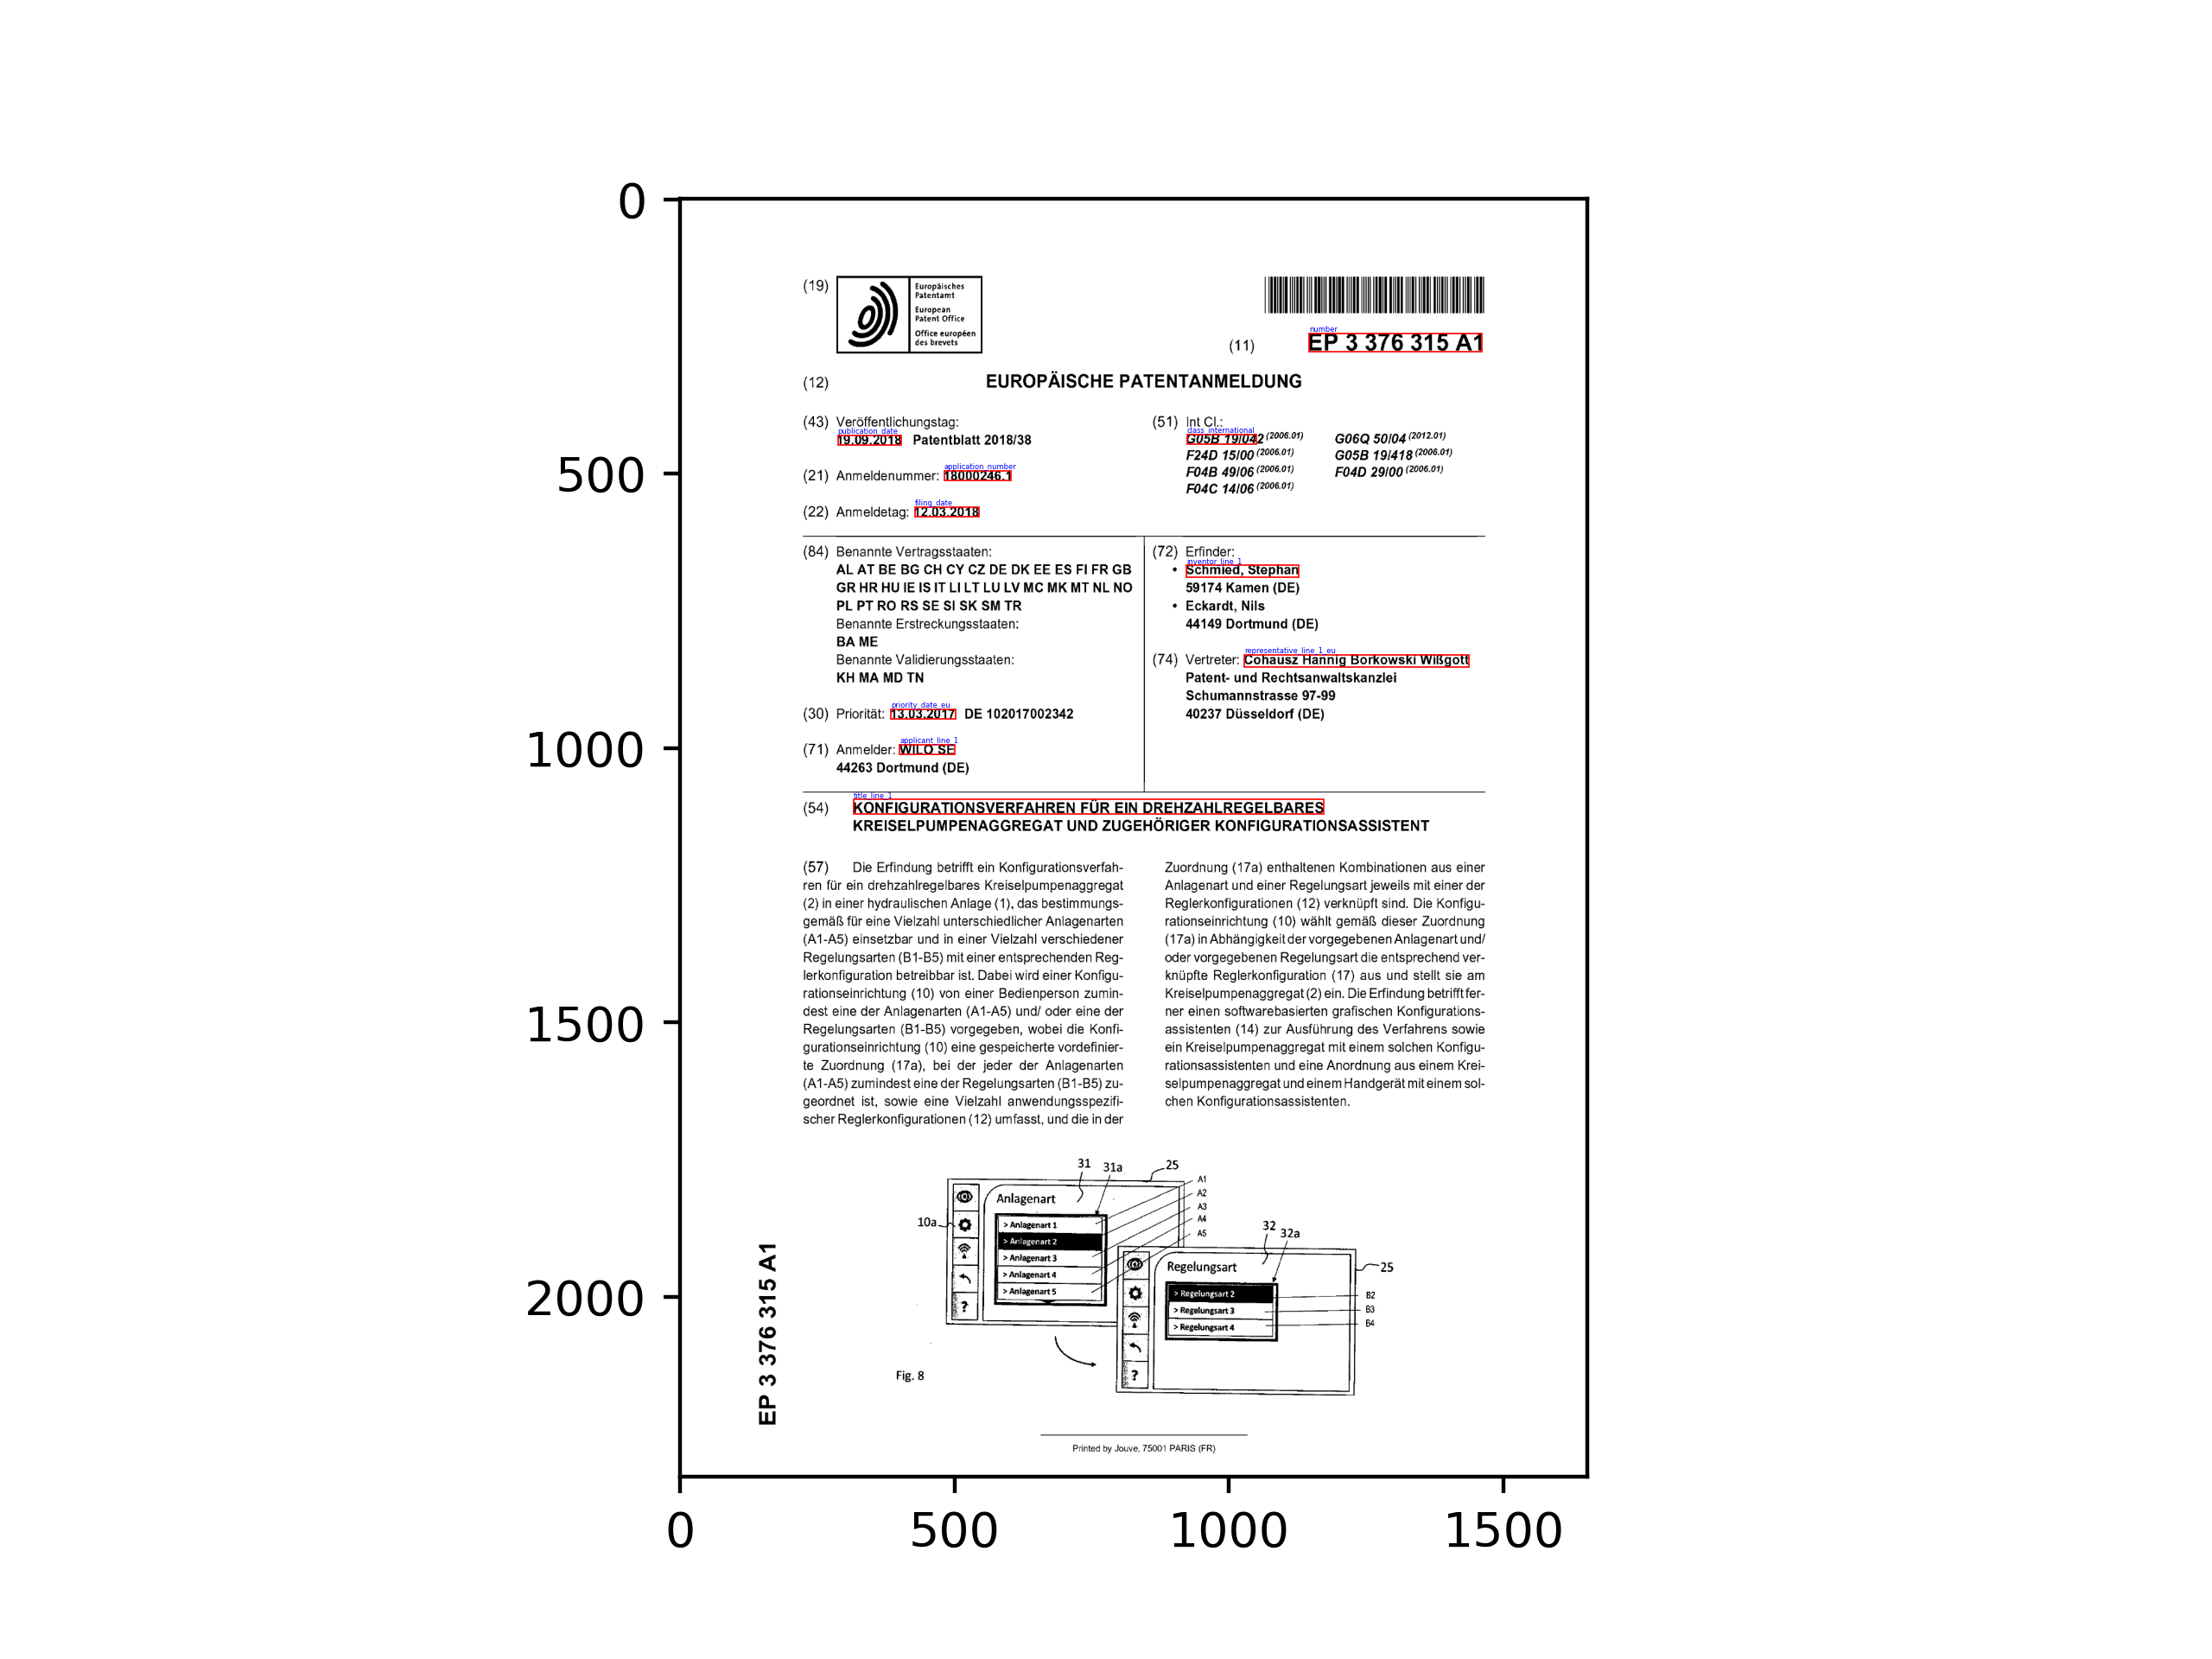 0
500
1000
1500
2000
0
500
1000
1500
(19)
Europäisches
Patentamt
European
Patent Office
Office européen
des brevets
number
(11)
EP 3 376 315 A1
(12)
EUROPÄISCHE PATENTANMELDUNG
(43) Veröffentlichungstag:
publication_date
19.09.2018 Patentblatt 2018/38
application_number
(21) Anmeldenummer: 18000246.1
filing_date
(22) Anmeldetag: 12.03.2018
(51) Int Cl.:
class_international
G05B 19/042 (2006.01) G06Q 50/04 (2012.01)
F24D 15/00 (2006.01) G05B 19/418 (2006.01)
F04B 49/06 (2006.01) F04D 29/00 (2006.01)
F04C 14/06 (2006.01)
(84) Benannte Vertragsstaaten:
AL AT BE BG CH CY CZ DE DK EE ES FI FR GB
GR HR HU IE IS IT LI LT LU LV MC MK MT NL NO
PL PT RO RS SE SI SK SM TR
Benannte Erstreckungsstaaten:
BA ME
Benannte Validierungsstaaten:
KH MA MD TN
priority_date_eu
(30) Priorität: 13.03.2017 DE 102017002342
applicant_line_1
(71) Anmelder: WILO SE
44263 Dortmund (DE)
(72) Erfinder:
inventor_line_1
• Schmied, Stephan
59174 Kamen (DE)
• Eckardt, Nils
44149 Dortmund (DE)
representative_line_1_eu
(74) Vertreter: Cohausz Hannig Borkowski Wißgott
Patent- und Rechtsanwaltskanzlei
Schumannstrasse 97-99
40237 Düsseldorf (DE)
title_line_1
(54) KONFIGURATIONSVERFAHREN FÜR EIN DREHZAHLREGELBARES
KREISELPUMPENAGGREGAT UND ZUGEHÖRIGER KONFIGURATIONSASSISTENT
(57) Die Erfindung betrifft ein Konfigurationsverfah-
ren für ein drehzahlregelbares Kreiselpumpenaggregat
(2) in einer hydraulischen Anlage (1), das bestimmungs-
gemäß für eine Vielzahl unterschiedlicher Anlagenarten
(A1-A5) einsetzbar und in einer Vielzahl verschiedener
Regelungsarten (B1-B5) mit einer entsprechenden Reg-
lerkonfiguration betreibbar ist. Dabei wird einer Konfigu-
rationseinrichtung (10) von einer Bedienperson zumin-
dest eine der Anlagenarten (A1-A5) und/ oder eine der
Regelungsarten (B1-B5) vorgegeben, wobei die Konfi-
gurationseinrichtung (10) eine gespeicherte vordefinier-
te Zuordnung (17a), bei der jeder der Anlagenarten
(A1-A5) zumindest eine der Regelungsarten (B1-B5) zu-
geordnet ist, sowie eine Vielzahl anwendungsspezifi-
scher Reglerkonfigurationen (12) umfasst, und die in der
Zuordnung (17a) enthaltenen Kombinationen aus einer
Anlagenart und einer Regelungsart jeweils mit einer der
Reglerkonfigurationen (12) verknüpft sind. Die Konfigu-
rationseinrichtung (10) wählt gemäß dieser Zuordnung
(17a) in Abhängigkeit der vorgegebenen Anlagenart und/
oder vorgegebenen Regelungsart die entsprechend ver-
knüpfte Reglerkonfiguration (17) aus und stellt sie am
Kreiselpumpenaggregat (2) ein. Die Erfindung betrifft fer-
ner einen softwarebasierten grafischen Konfigurations-
assistenten (14) zur Ausführung des Verfahrens sowie
ein Kreiselpumpenaggregat mit einem solchen Konfigu-
rationsassistenten und eine Anordnung aus einem Krei-
selpumpenaggregat und einem Handgerät mit einem sol-
chen Konfigurationsassistenten.
31 31a 25
A1
A2
A3
A4
A5
10a
Anlagenart
> Anlagenart 1
> Anlagenart 2
> Anlagenart 3
> Anlagenart 4
> Anlagenart 5
?
32 32a
25
Regelungsart
> Regelungsart 2
> Regelungsart 3
> Regelungsart 4
?
B2
B3
B4
Fig. 8
EP 3 376 315 A1
Printed by Jouve, 75001 PARIS (FR)